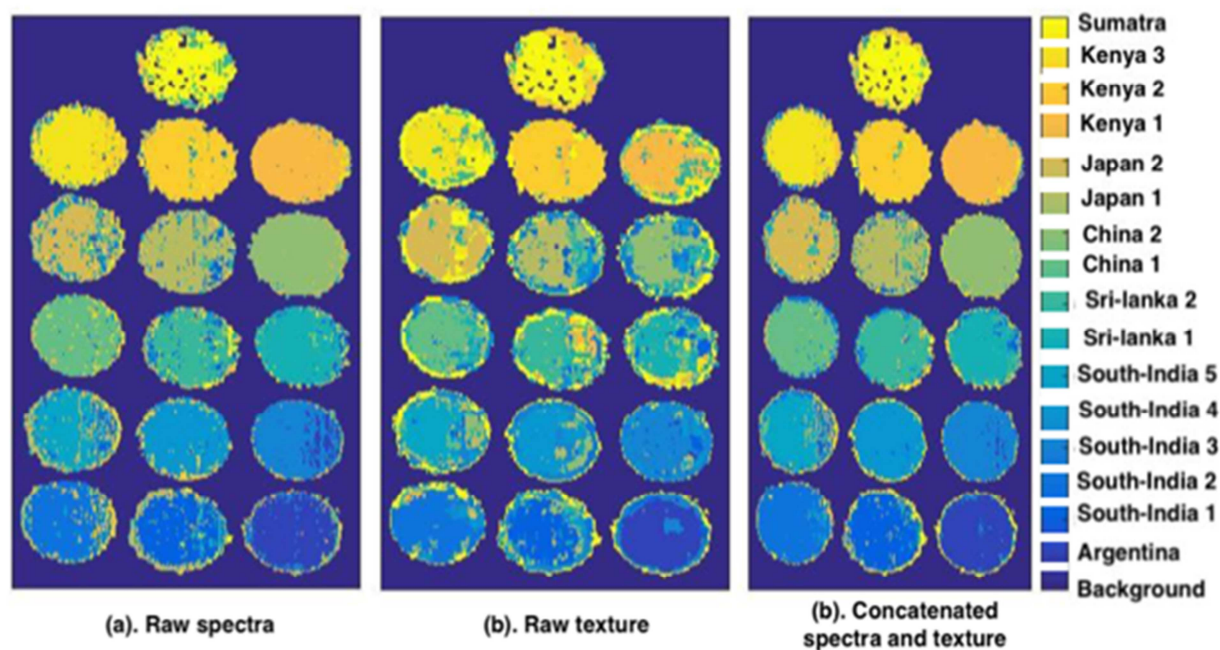 Sumatra
Kenya 3
Kenya 2
Kenya 1
Japan 2
Japan 1
China 2
China 1
Sri-lanka 2
Sri-lanka 1
South-India 5
South-India 4
South-India 3
South-India 2
South-India 1
Argentina
Background
(a). Raw spectra
(b). Raw texture
(b). Concatenated
spectra and texture